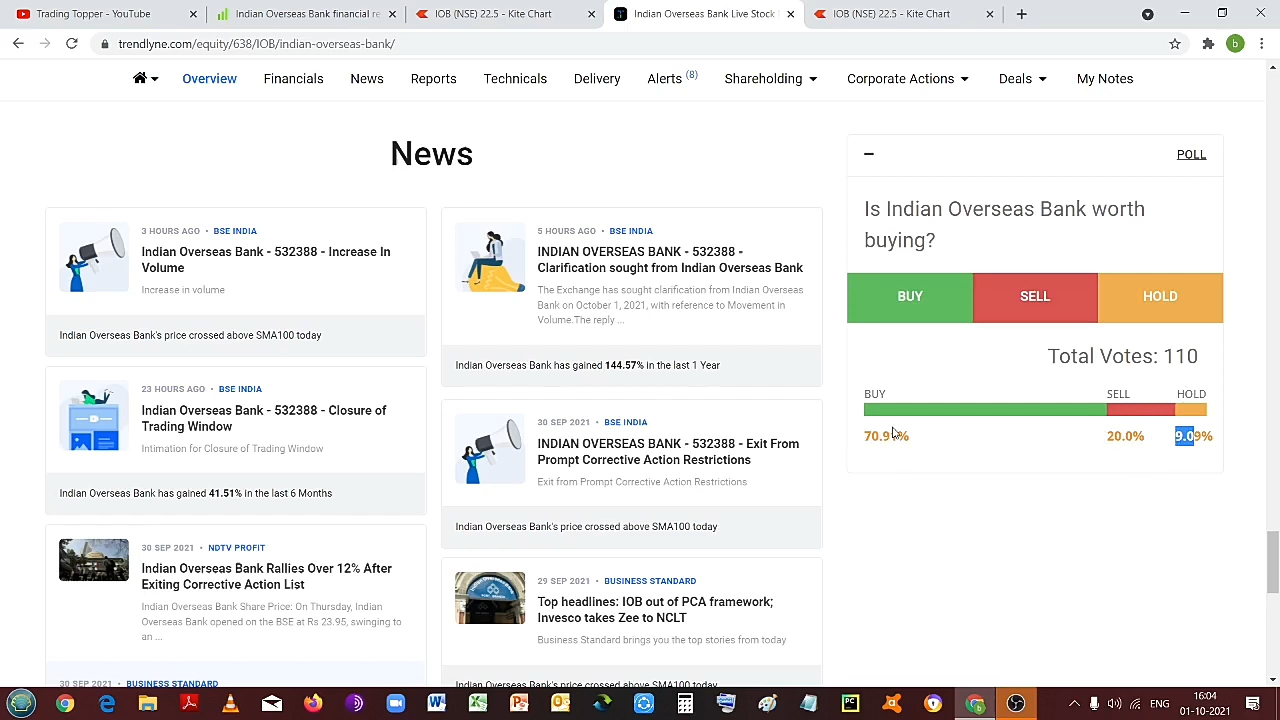 Trading Topper - YouTube
Indian Overseas Bank financial re
IOB (NSE) 22.5 - Kite Chart
Indian Overseas Bank Live Stock
IOB (NSE) 22.5 - Kite Chart
trendlyne.com/equity/638/IOB/indian-overseas-bank/
b
Overview
Financials
News
Reports
Technicals
Delivery
Alerts (8)
Shareholding
Corporate Actions
Deals
My Notes
News
3 HOURS AGO • BSE INDIA
Indian Overseas Bank - 532388 - Increase In
Volume
Increase in volume
Indian Overseas Bank's price crossed above SMA100 today
23 HOURS AGO • BSE INDIA
Indian Overseas Bank - 532388 - Closure of
Trading Window
Intimation for Closure of Trading Window
Indian Overseas Bank has gained 41.51% in the last 6 Months
30 SEP 2021 • NDTV PROFIT
Indian Overseas Bank Rallies Over 12% After
Exiting Corrective Action List
Indian Overseas Bank Share Price: On Thursday, Indian
Overseas Bank opened on the BSE at Rs 23.95, swinging to
an ...
30 SEP 2021 • BUSINESS STANDARD
5 HOURS AGO • BSE INDIA
INDIAN OVERSEAS BANK - 532388 -
Clarification sought from Indian Overseas Bank
The Exchange has sought clarification from Indian Overseas
Bank on October 1, 2021, with reference to Movement in
Volume.The reply ...
Indian Overseas Bank has gained 144.57% in the last 1 Year
30 SEP 2021 • BSE INDIA
INDIAN OVERSEAS BANK - 532388 - Exit From
Prompt Corrective Action Restrictions
Exit from Prompt Corrective Action Restrictions
Indian Overseas Bank's price crossed above SMA100 today
29 SEP 2021 • BUSINESS STANDARD
Top headlines: IOB out of PCA framework;
Invesco takes Zee to NCLT
Business Standard brings you the top stories from today
Indian Overseas Bank's price crossed above SMA100 today
POLL
Is Indian Overseas Bank worth
buying?
BUY
SELL
HOLD
Total Votes: 110
BUY
SELL
HOLD
20.0%
9.09%
ENG
16:04
01-10-2021